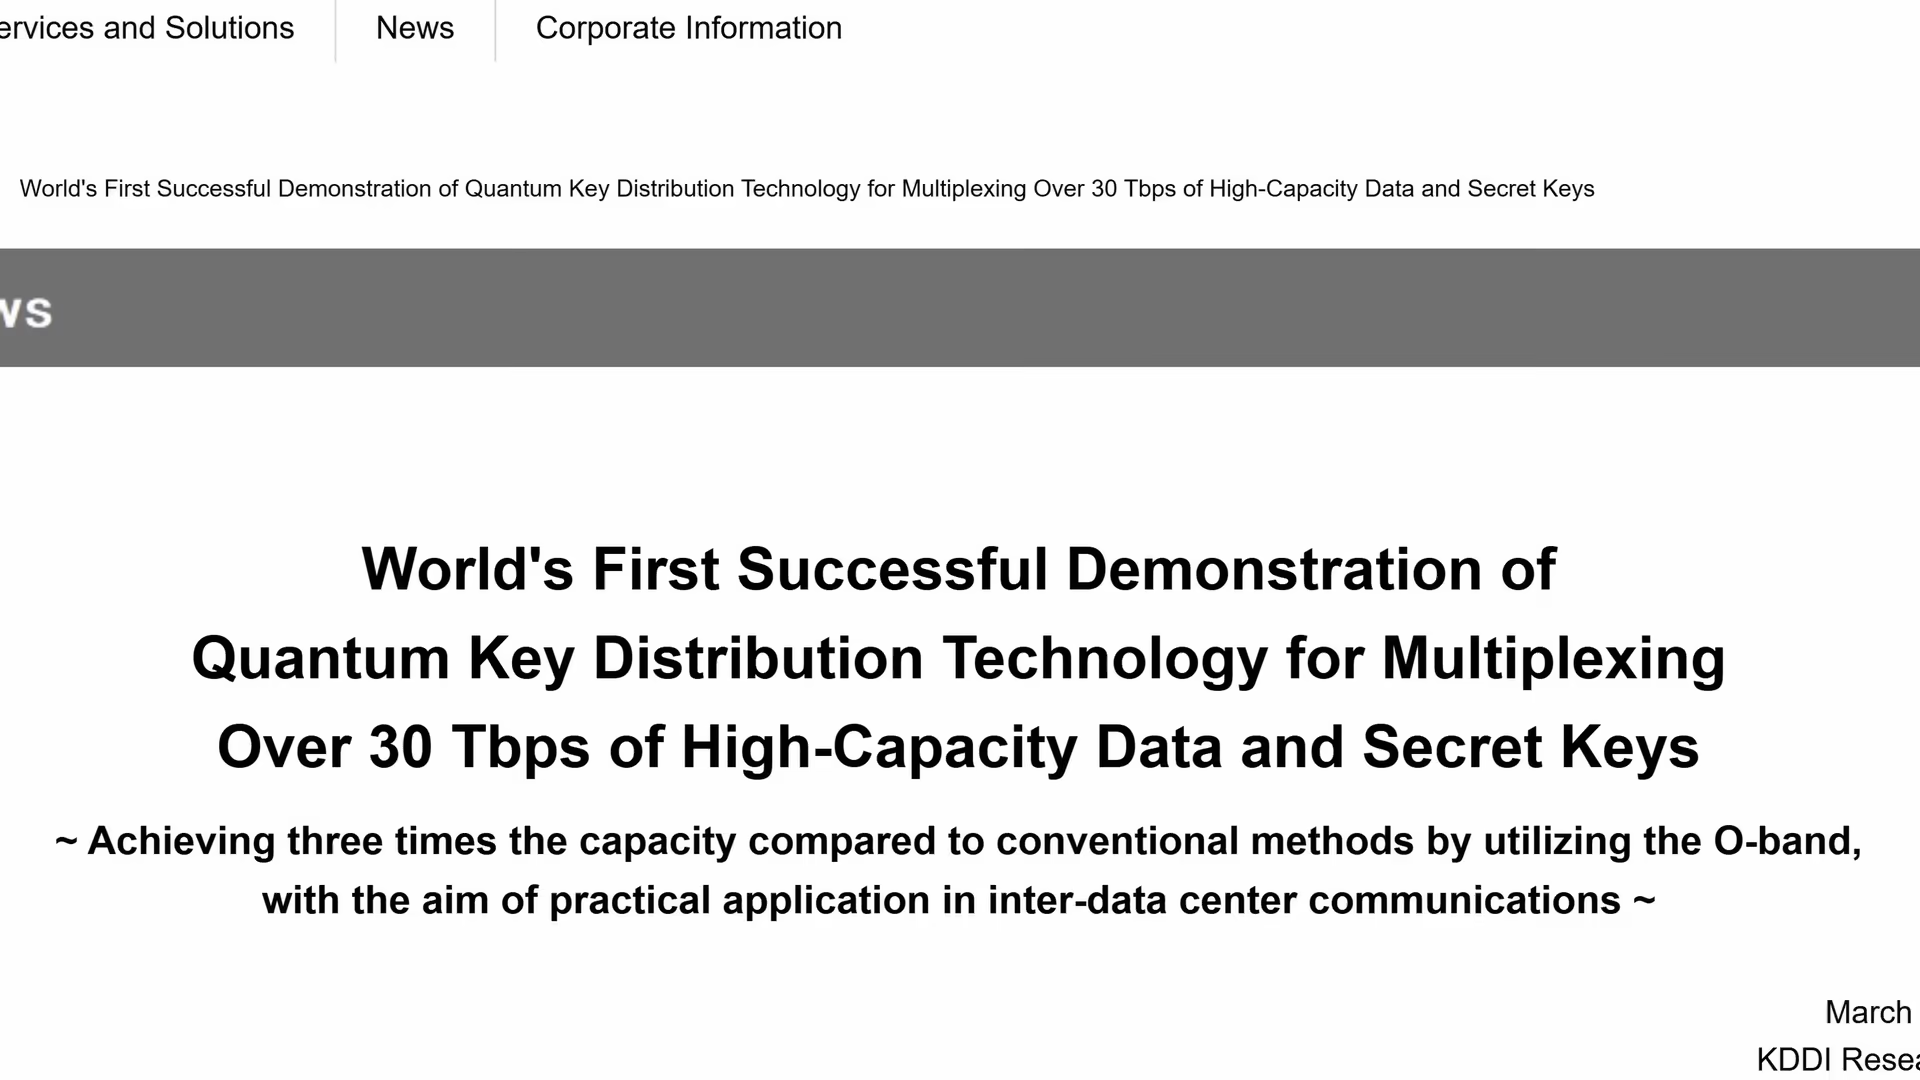 Services and Solutions
News
Corporate Information
World's First Successful Demonstration of Quantum Key Distribution Technology for Multiplexing Over 30 Tbps of High-Capacity Data and Secret Keys
World's First Successful Demonstration of
Quantum Key Distribution Technology for Multiplexing
Over 30 Tbps of High-Capacity Data and Secret Keys
~ Achieving three times the capacity compared to conventional methods by utilizing the O-band,
with the aim of practical application in inter-data center communications ~
March
KDDI